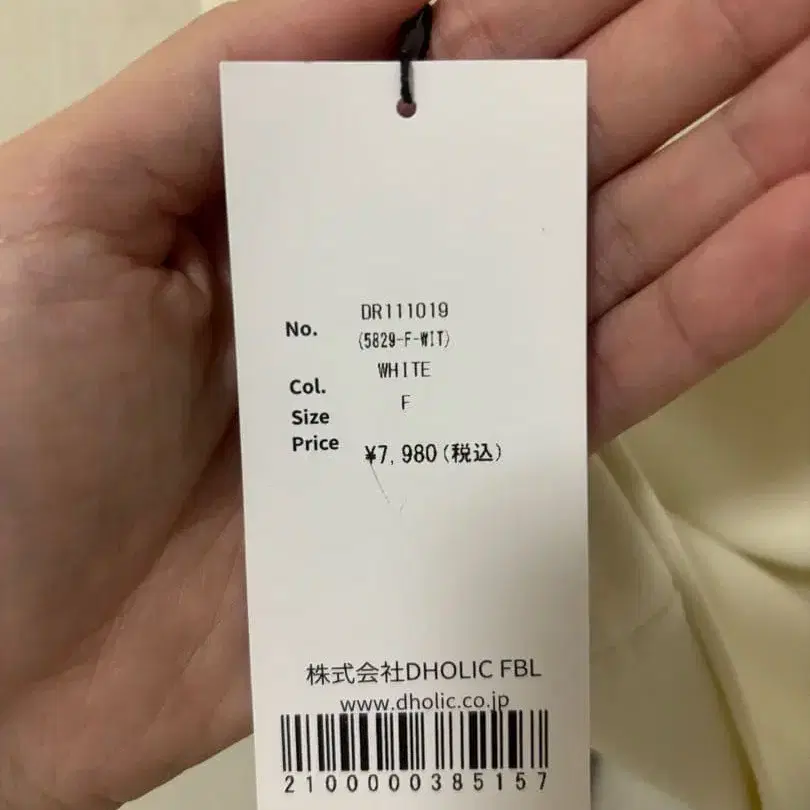 No. DR111019
(5829-F-WIT)
Col. WHITE
Size F
Price ¥7,980(税込)
株式会社DHOLIC FBL
www.dholic.co.jp
2100000385157